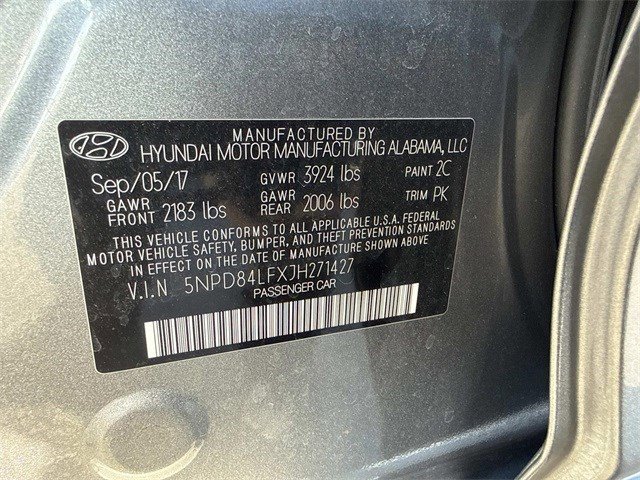 MANUFACTURED BY
HYUNDAI MOTOR MANUFACTURING ALABAMA, LLC
Sep/05/17 GVWR 3924 lbs PAINT 2C
GAWR FRONT 2183 lbs GAWR REAR 2006 lbs TRIM PK
THIS VEHICLE CONFORMS TO ALL APPLICABLE U.S.A. FEDERAL
MOTOR VEHICLE SAFETY, BUMPER, AND THEFT PREVENTION STANDARDS
IN EFFECT ON THE DATE OF MANUFACTURE SHOWN ABOVE
V.I.N 5NPD84LFXJH271427
PASSENGER CAR